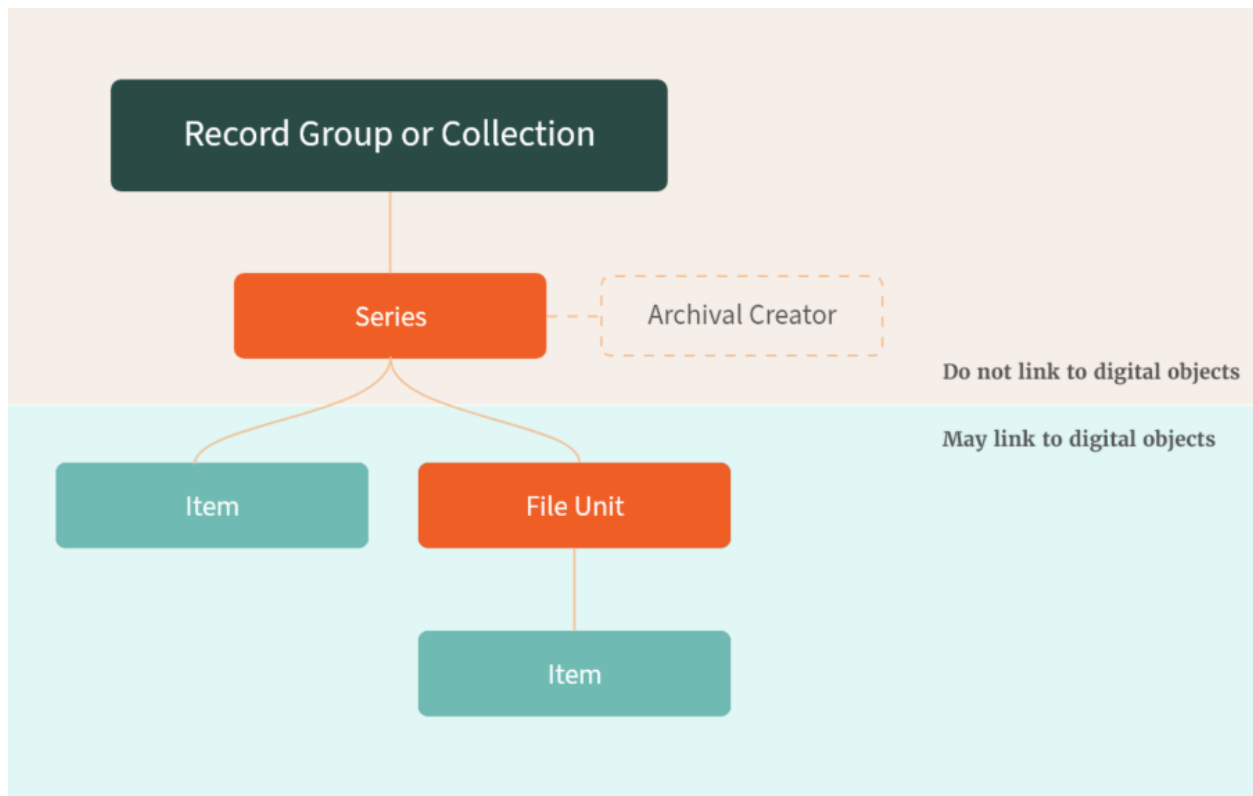 Record Group or Collection
Series
Archival Creator
Do not link to digital objects
May link to digital objects
Item
File Unit
Item